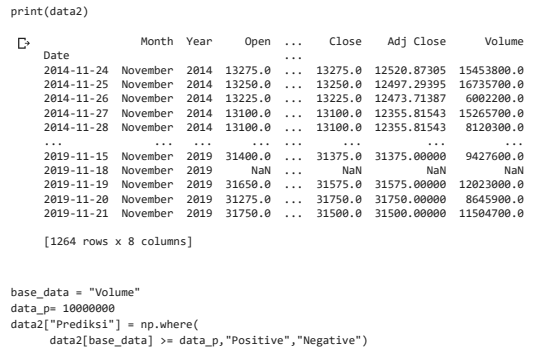 print(data2)
Month Year Open ... Close Adj Close Volume
Date ...
2014-11-24 November 2014 13275.0 ... 13275.0 12520.87305 15453800.0
2014-11-25 November 2014 13250.0 ... 13250.0 12497.29395 16735700.0
2014-11-26 November 2014 13225.0 ... 13225.0 12473.71387 6002200.0
2014-11-27 November 2014 13100.0 ... 13100.0 12355.81543 15265700.0
2014-11-28 November 2014 13100.0 ... 13100.0 12355.81543 8120300.0
... ... ... ... ... ... ... ...
2019-11-15 November 2019 31400.0 ... 31375.0 31375.00000 9427600.0
2019-11-18 November 2019 NaN ... NaN NaN NaN
2019-11-19 November 2019 31650.0 ... 31575.0 31575.00000 12023000.0
2019-11-20 November 2019 31275.0 ... 31750.0 31750.00000 8645900.0
2019-11-21 November 2019 31750.0 ... 31500.0 31500.00000 11504700.0
[1264 rows x 8 columns]
base_data = "Volume"
data_p= 10000000
data2["Prediksi"] = np.where(
data2[base_data] >= data_p,"Positive","Negative")